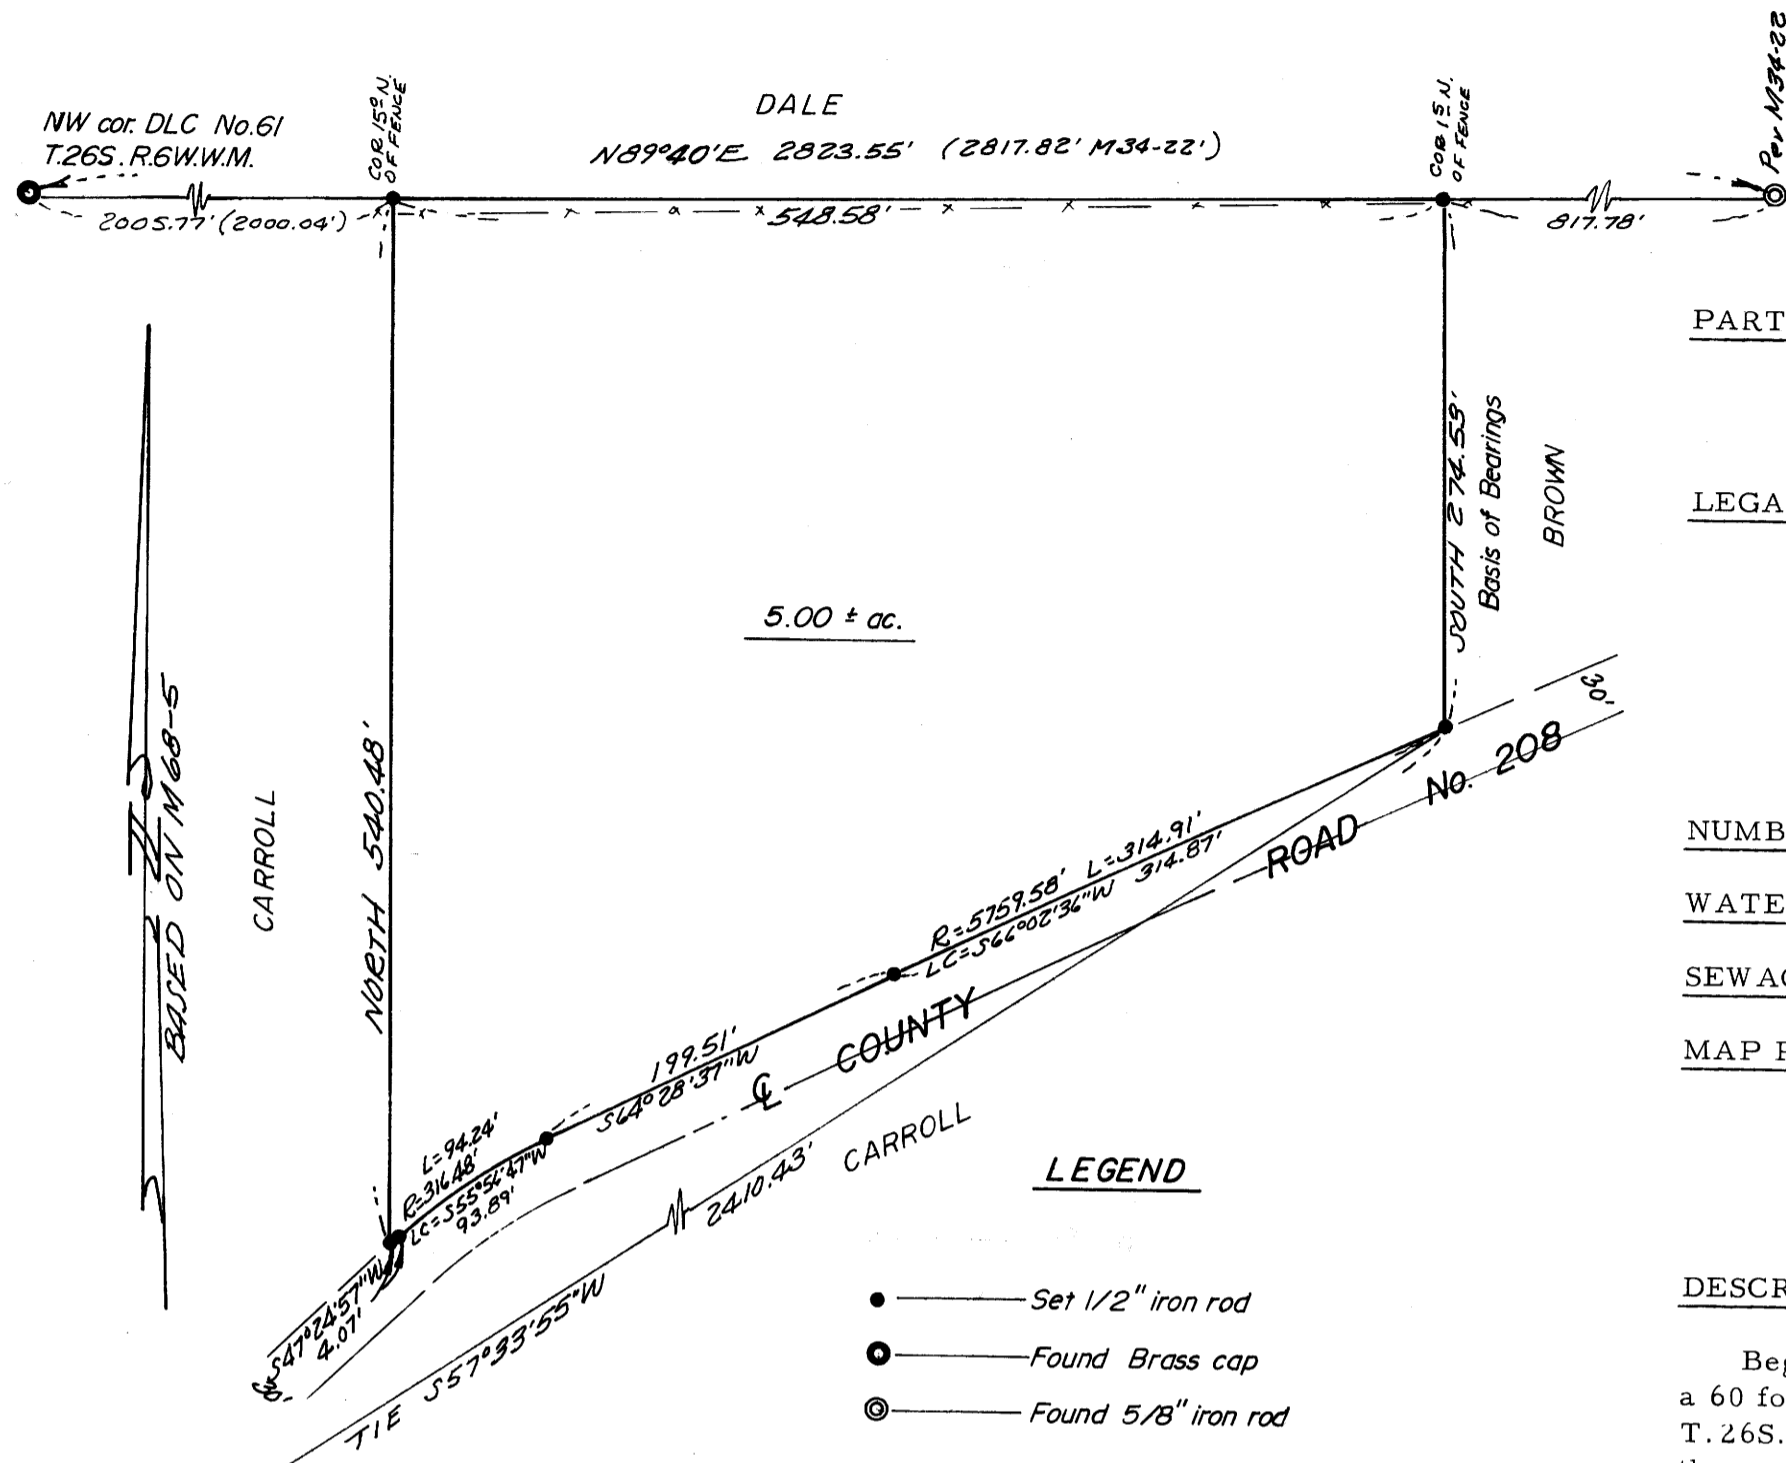 Per M34-22
NW cor. DLC No.61
T.26S.R.6W.W.M.
COR 1.5º N.
OF FENCE
DALE
N89°40'E 2823.55' (2817.82' M34-22')
COR 1.5 N.
OF FENCE
2005.77' (2000.04')
548.58'
817.78'
PART
SOUTH 274.53'
Basis of Bearings
BROWN
LEGA
5.00 ± ac.
BASED ON M68-5
CARROLL
NORTH 540.48'
30'
COUNTY ROAD No. 208
R=5759.58' L=314.91'
LC=S66°02'36"W 314.87'
NUMB
WATE
SEWAG
MAP F
199.51'
S64°28'37"W
℄
L=94.24'
R=316.48'
LC=S55°56'47"W
93.89'
CARROLL
2410.43'
TIE S57°33'55"W
S47°24'57"W
4.07'
LEGEND
Set 1/2" iron rod
Found Brass cap
Found 5/8" iron rod
DESCR
Beg
a 60 fo
T.26S.